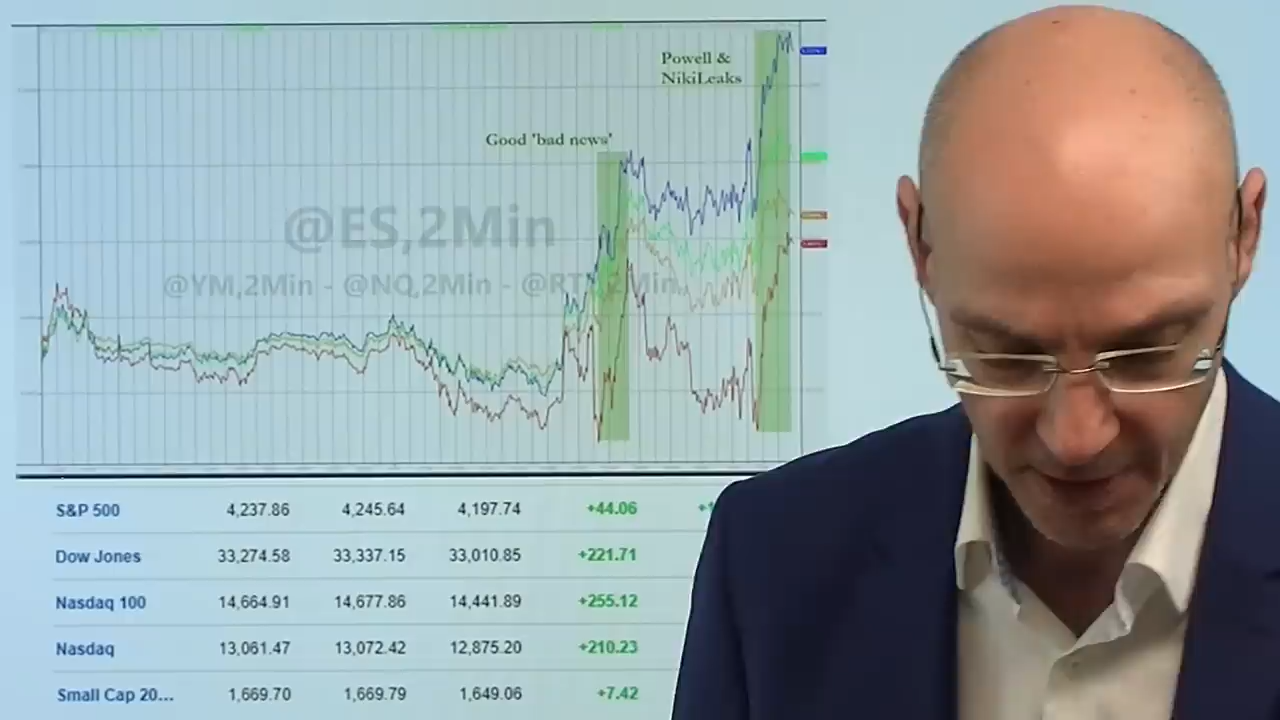 Powell &
NikiLeaks
Good 'bad news'
@ES,2Min
@YM,2Min - @NQ,2Min - @RTY,2Min
S&P 500 4,237.86 4,245.64 4,197.74 +44.06
Dow Jones 33,274.58 33,337.15 33,010.85 +221.71
Nasdaq 100 14,664.91 14,677.86 14,441.89 +255.12
Nasdaq 13,061.47 13,072.42 12,875.20 +210.23
Small Cap 20... 1,669.70 1,669.79 1,649.06 +7.42